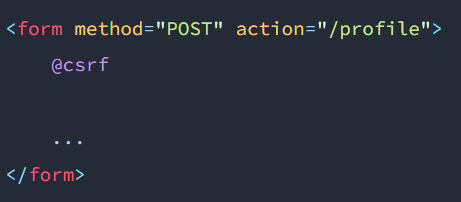 <form method="POST" action="/profile">
    @csrf

    ...
</form>